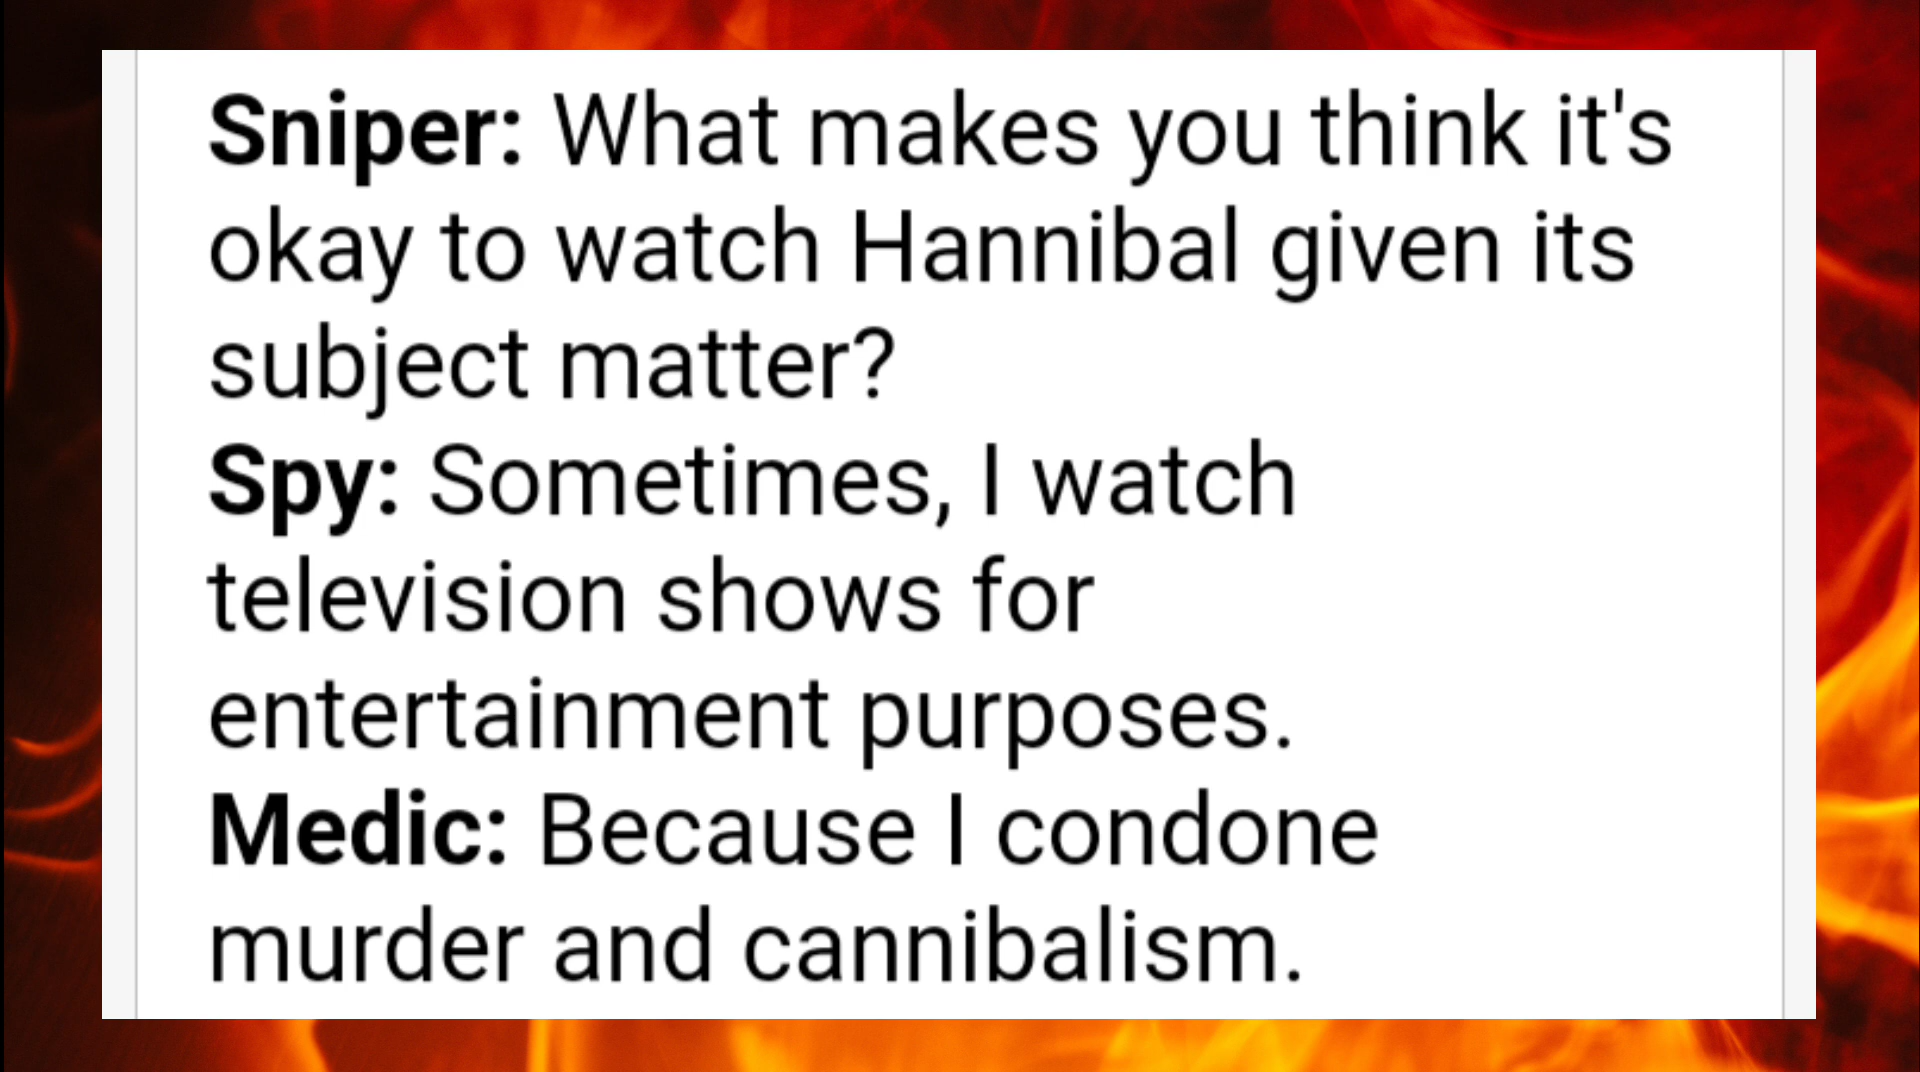 Sniper: What makes you think it's
okay to watch Hannibal given its
subject matter?
Spy: Sometimes, I watch
television shows for
entertainment purposes.
Medic: Because I condone
murder and cannibalism.